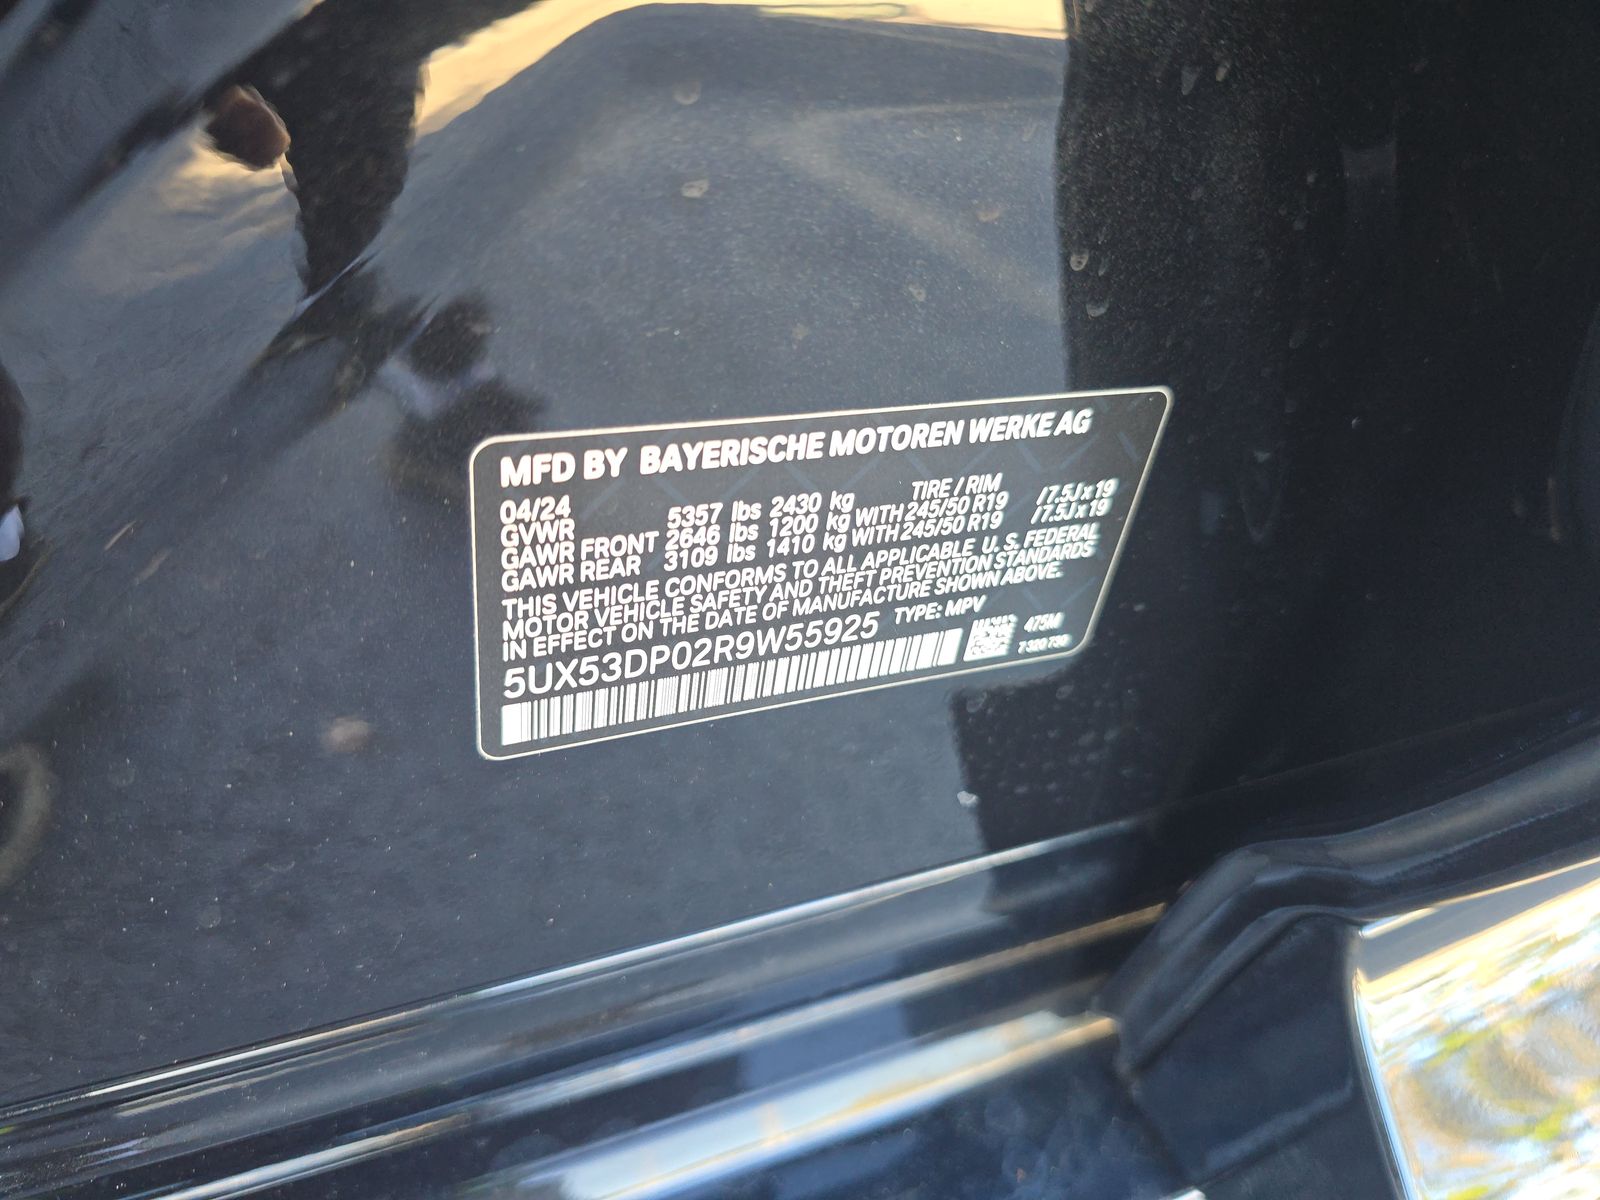 MFD BY BAYERISCHE MOTOREN WERKE AG
04/24 TIRE / RIM
GVWR 5357 lbs 2430 kg
GAWR FRONT 2646 lbs 1200 kg WITH 245/50 R19 /7.5J x 19
GAWR REAR 3109 lbs 1410 kg WITH 245/50 R19 /7.5J x 19
THIS VEHICLE CONFORMS TO ALL APPLICABLE U. S. FEDERAL
MOTOR VEHICLE SAFETY AND THEFT PREVENTION STANDARDS
IN EFFECT ON THE DATE OF MANUFACTURE SHOWN ABOVE.
5UX53DP02R9W55925 TYPE: MPV
475M
7 320 730